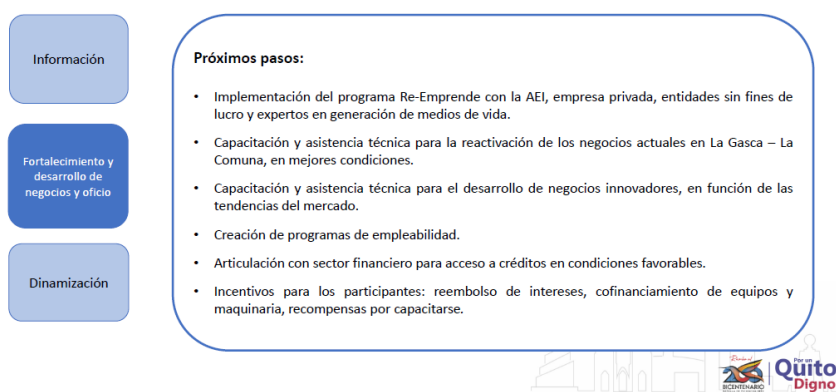 Información
Fortalecimiento y
desarrollo de
negocios y oficio
Dinamización
Próximos pasos:
• Implementación del programa Re-Emprende con la AEI, empresa privada, entidades sin fines de
lucro y expertos en generación de medios de vida.
• Capacitación y asistencia técnica para la reactivación de los negocios actuales en La Gasca – La
Comuna, en mejores condiciones.
• Capacitación y asistencia técnica para el desarrollo de negocios innovadores, en función de las
tendencias del mercado.
• Creación de programas de empleabilidad.
• Articulación con sector financiero para acceso a créditos en condiciones favorables.
• Incentivos para los participantes: reembolso de intereses, cofinanciamiento de equipos y
maquinaria, recompensas por capacitarse.
BICENTENARIO
Por un
Quito
Digno